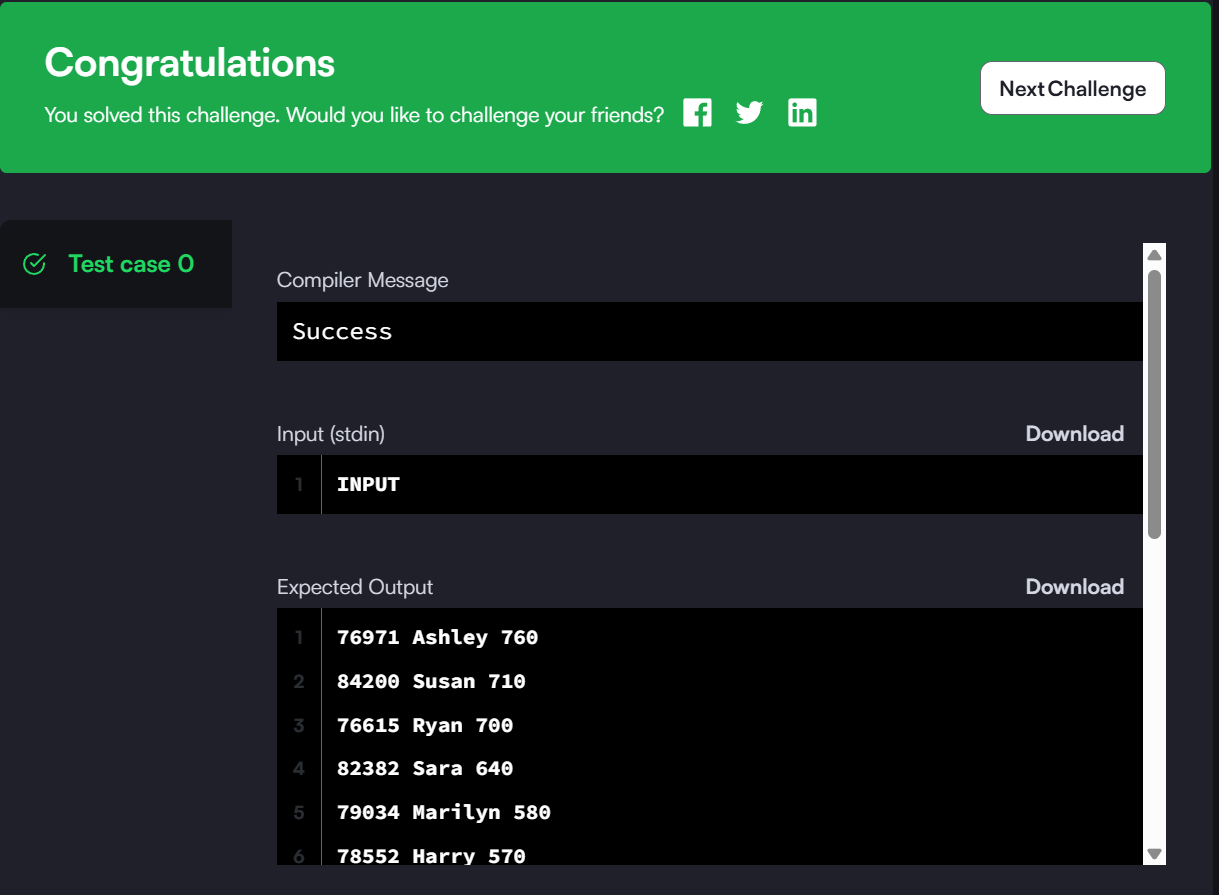 Congratulations
You solved this challenge. Would you like to challenge your friends?
Next Challenge
Test case 0
Compiler Message
Success
Input (stdin)
Download
1 INPUT
Expected Output
Download
1 76971 Ashley 760
2 84200 Susan 710
3 76615 Ryan 700
4 82382 Sara 640
5 79034 Marilyn 580
6 78552 Harry 570